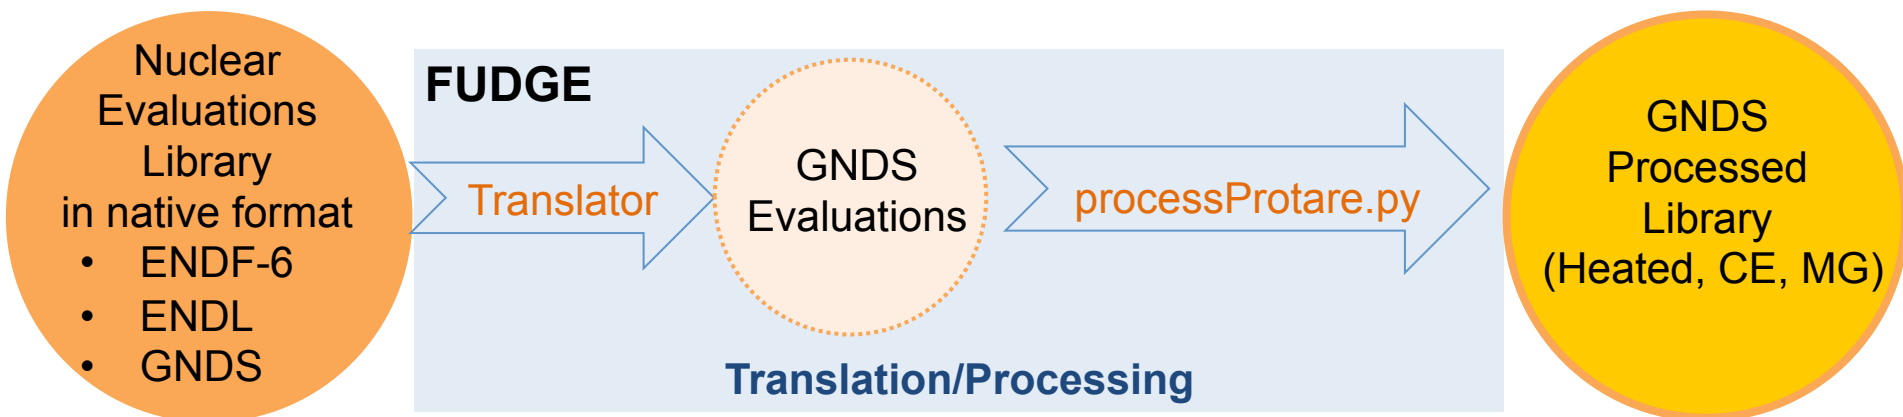 Nuclear
Evaluations
Library
in native format
• ENDF-6
• ENDL
• GNDS
FUDGE
Translator
GNDS
Evaluations
processProtare.py
Translation/Processing
GNDS
Processed
Library
(Heated, CE, MG)